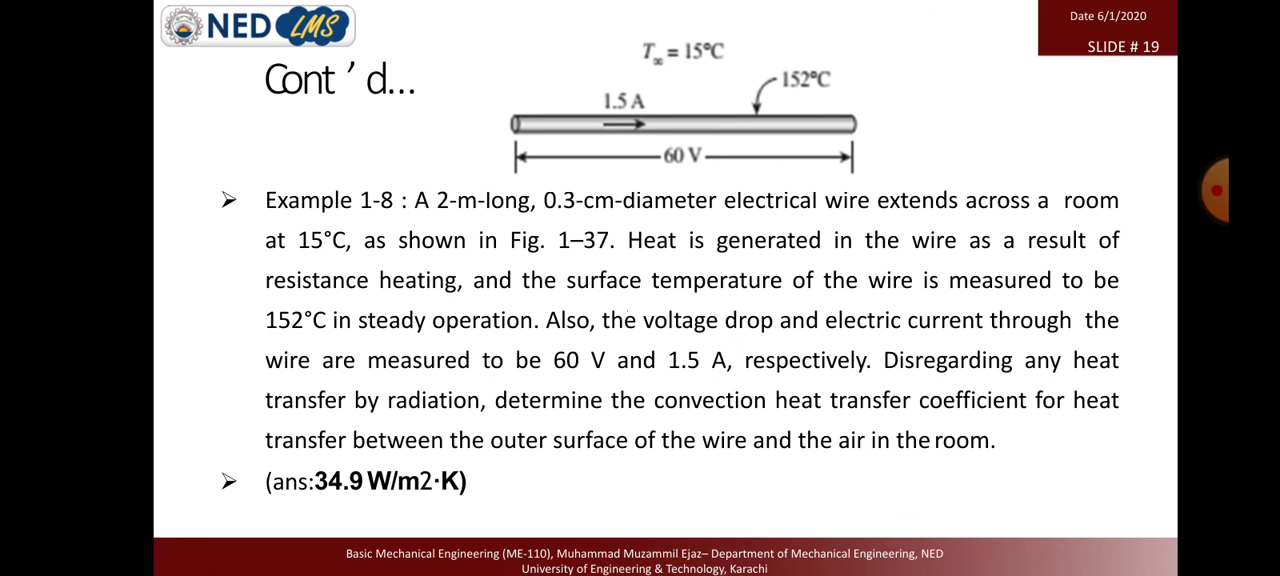 NED LMS
Date 6/1/2020
SLIDE # 19
Cont ’ d...
T∞ = 15°C
152°C
1.5 A
60 V
➢ Example 1-8 : A 2-m-long, 0.3-cm-diameter electrical wire extends across a room
at 15°C, as shown in Fig. 1–37. Heat is generated in the wire as a result of
resistance heating, and the surface temperature of the wire is measured to be
152°C in steady operation. Also, the voltage drop and electric current through the
wire are measured to be 60 V and 1.5 A, respectively. Disregarding any heat
transfer by radiation, determine the convection heat transfer coefficient for heat
transfer between the outer surface of the wire and the air in the room.
➢ (ans:34.9 W/m2·K)
Basic Mechanical Engineering (ME-110), Muhammad Muzammil Ejaz– Department of Mechanical Engineering, NED
University of Engineering & Technology, Karachi